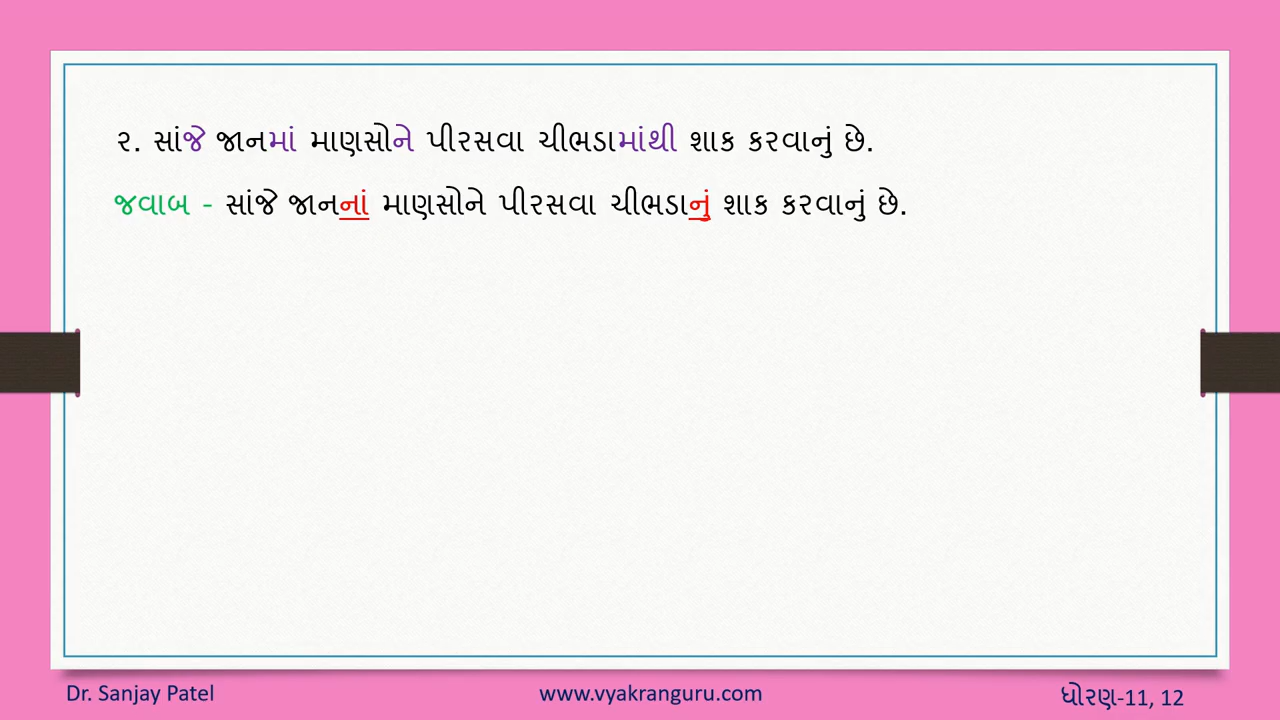 ૨. સાંજે જાનમાં માણસોને પીરસવા ચીભડામાંથી શાક કરવાનું છે.
જવાબ - સાંજે જાનનાં માણસોને પીરસવા ચીભડાનું શાક કરવાનું છે.
Dr. Sanjay Patel
www.vyakranguru.com
ધોરણ-11, 12